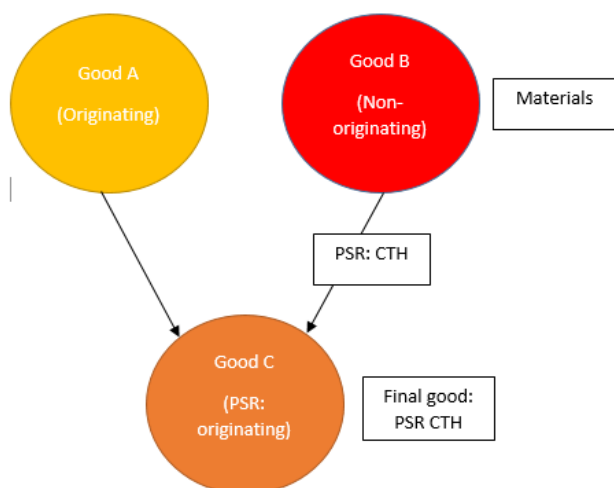 Good A
(Originating)
Good B
(Non-
originating)
Materials
PSR: CTH
Good C
(PSR:
originating)
Final good:
PSR CTH